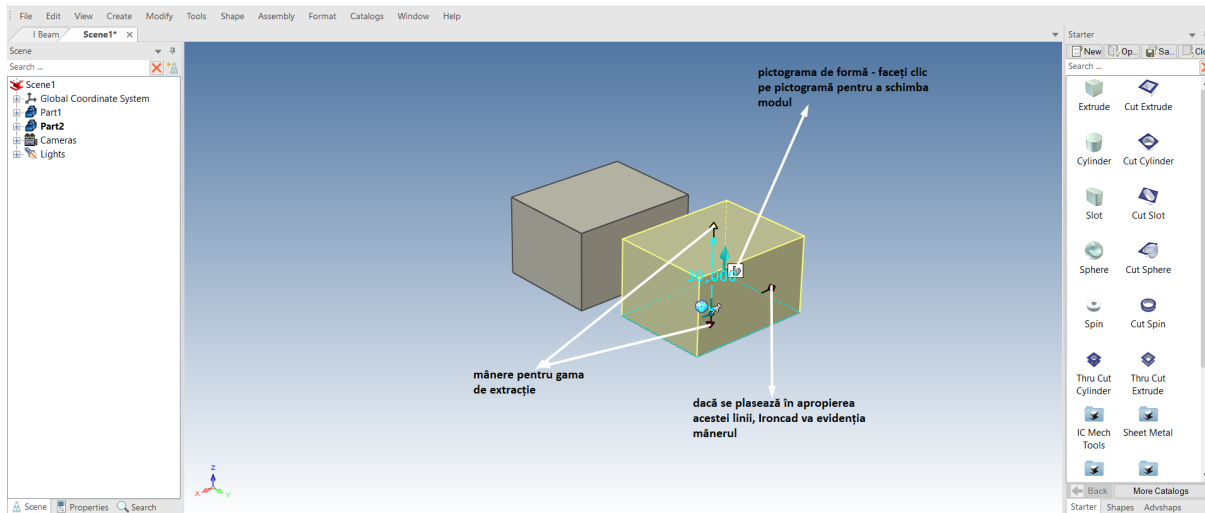 File Edit View Create Modify Tools Shape Assembly Format Catalogs Window Help
I Beam Scene1* X
Scene
Search ...
Scene1
Global Coordinate System
Part1
Part2
Cameras
Lights
Scene Properties Search
pictograma de formă - faceți clic
pe pictogramă pentru a schimba
modul
mânere pentru gama
de extracție
dacă se plasează în apropierea
acestei linii, Ironcad va evidenția
mânerul
Z
X
Y
Starter
New Op... Sa... Clo
Search ...
Extrude Cut Extrude
Cylinder Cut Cylinder
Slot Cut Slot
Sphere Cut Sphere
Spin Cut Spin
Thru Cut Thru Cut
Cylinder Extrude
IC Mech Sheet Metal
Tools
Back More Catalogs
Starter Shapes Advshaps